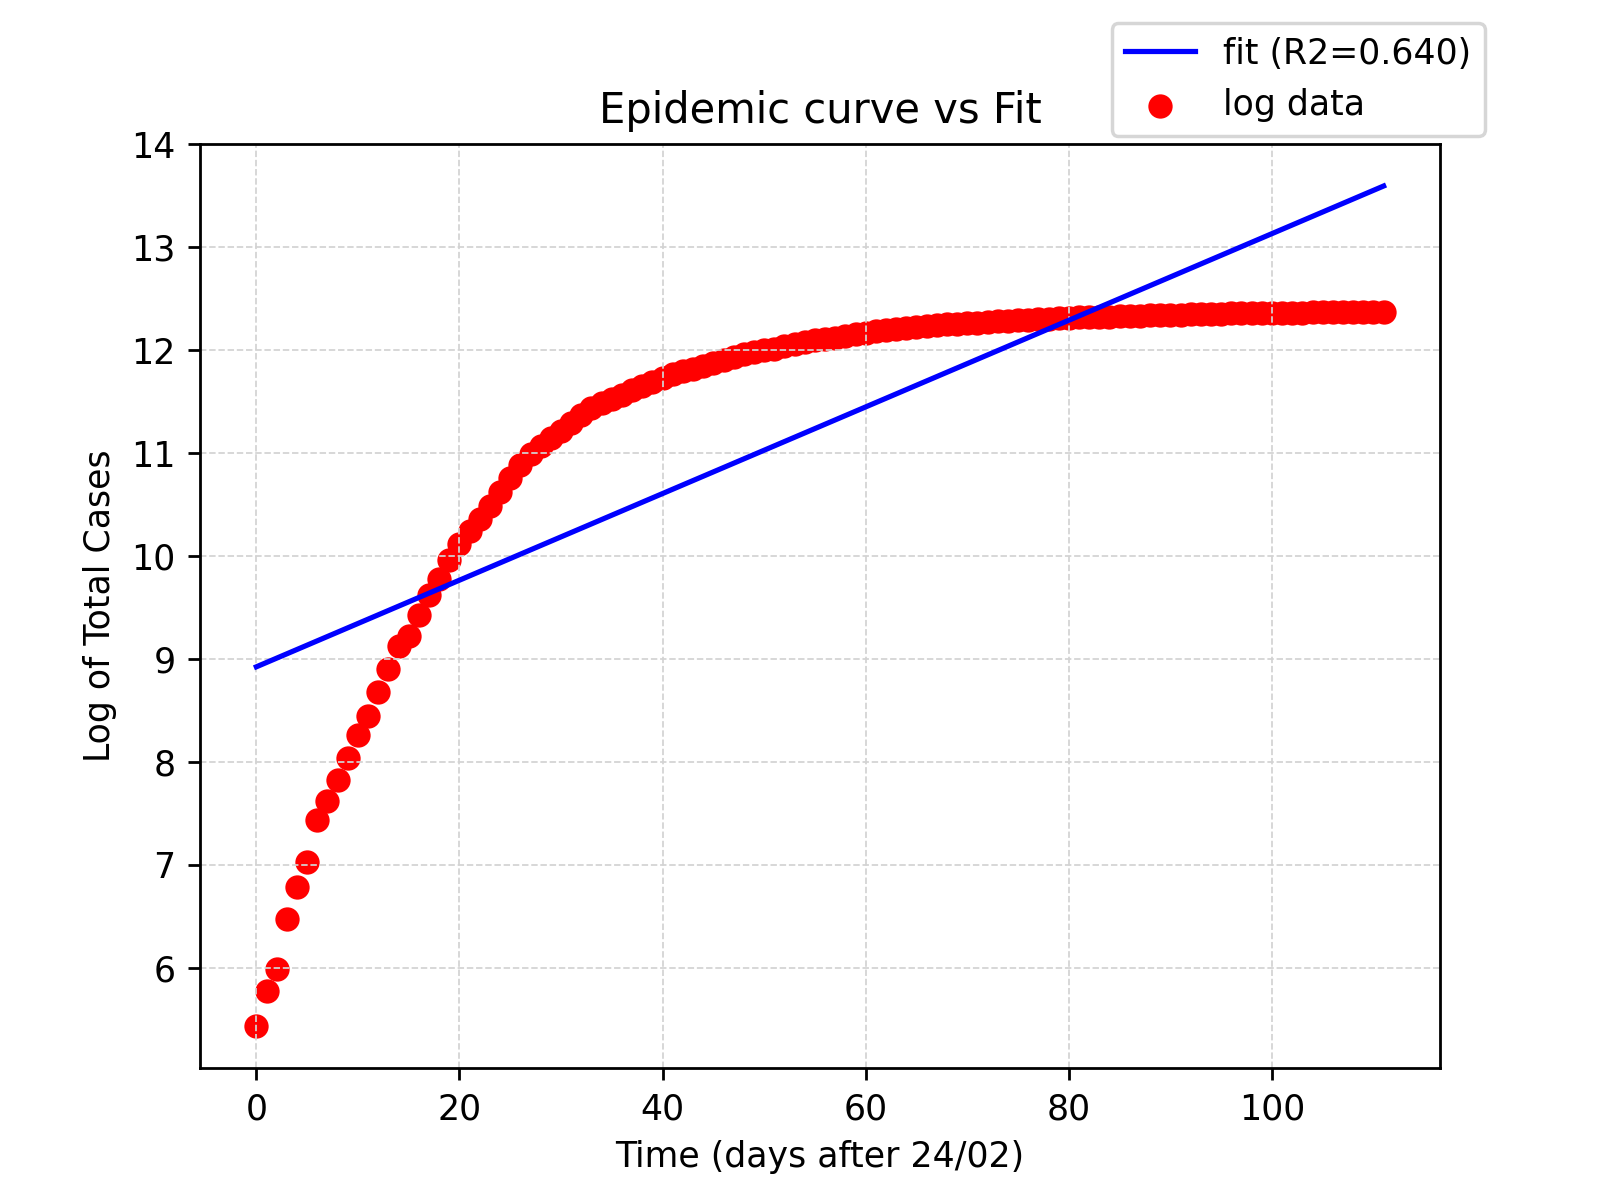 fit (R2=0.640)
log data
Epidemic curve vs Fit
14
13
12
11
10
9
8
7
6
Log of Total Cases
0 20 40 60 80 100
Time (days after 24/02)